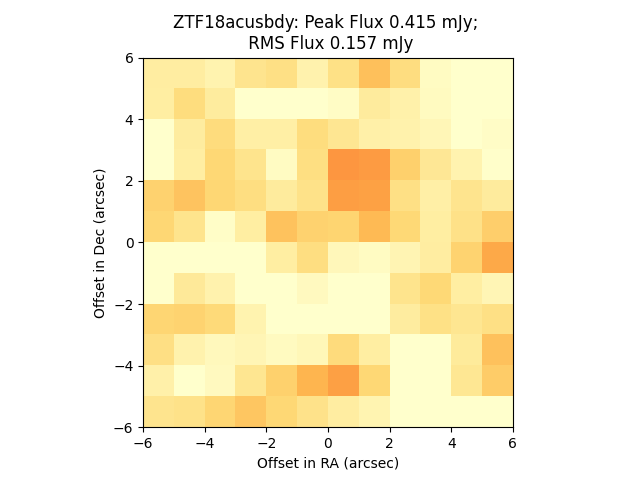 ZTF18acusbdy: Peak Flux 0.415 mJy;
RMS Flux 0.157 mJy
6
4
2
0
−2
−4
−6
Offset in Dec (arcsec)
−6 −4 −2 0 2 4 6
Offset in RA (arcsec)